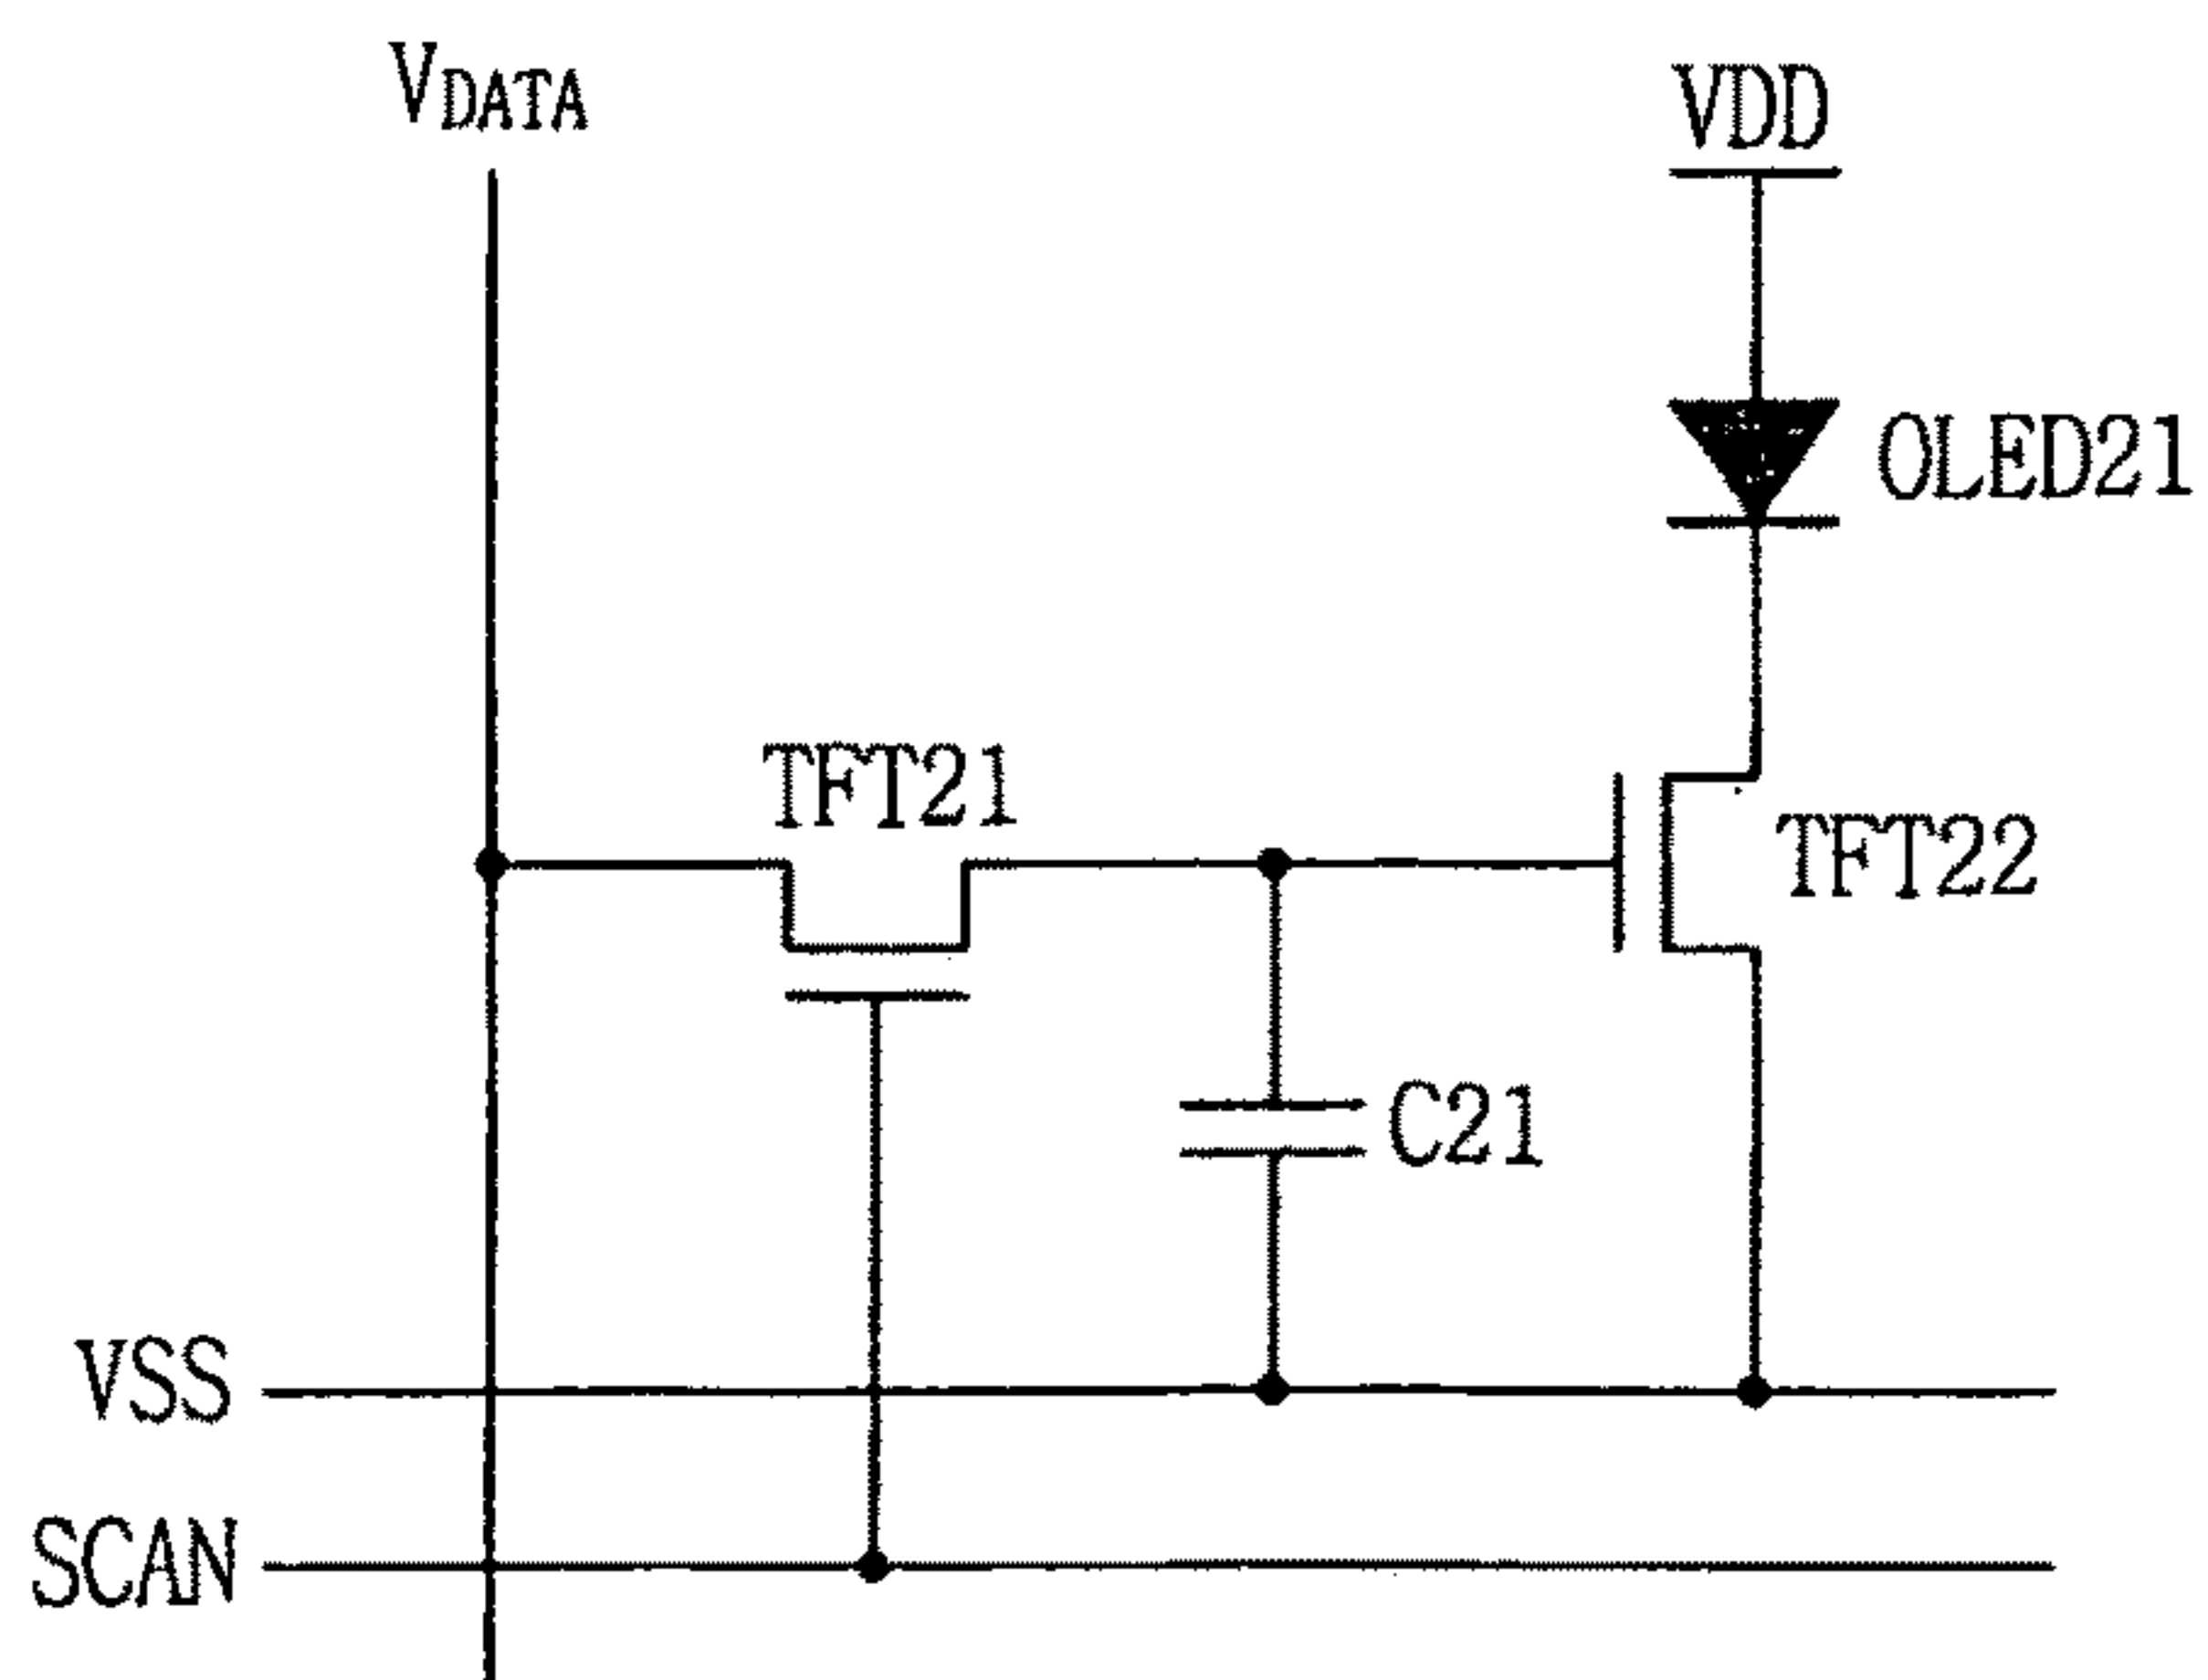 VDATA
VDD
OLED21
TFT21
TFT22
C21
VSS
SCAN